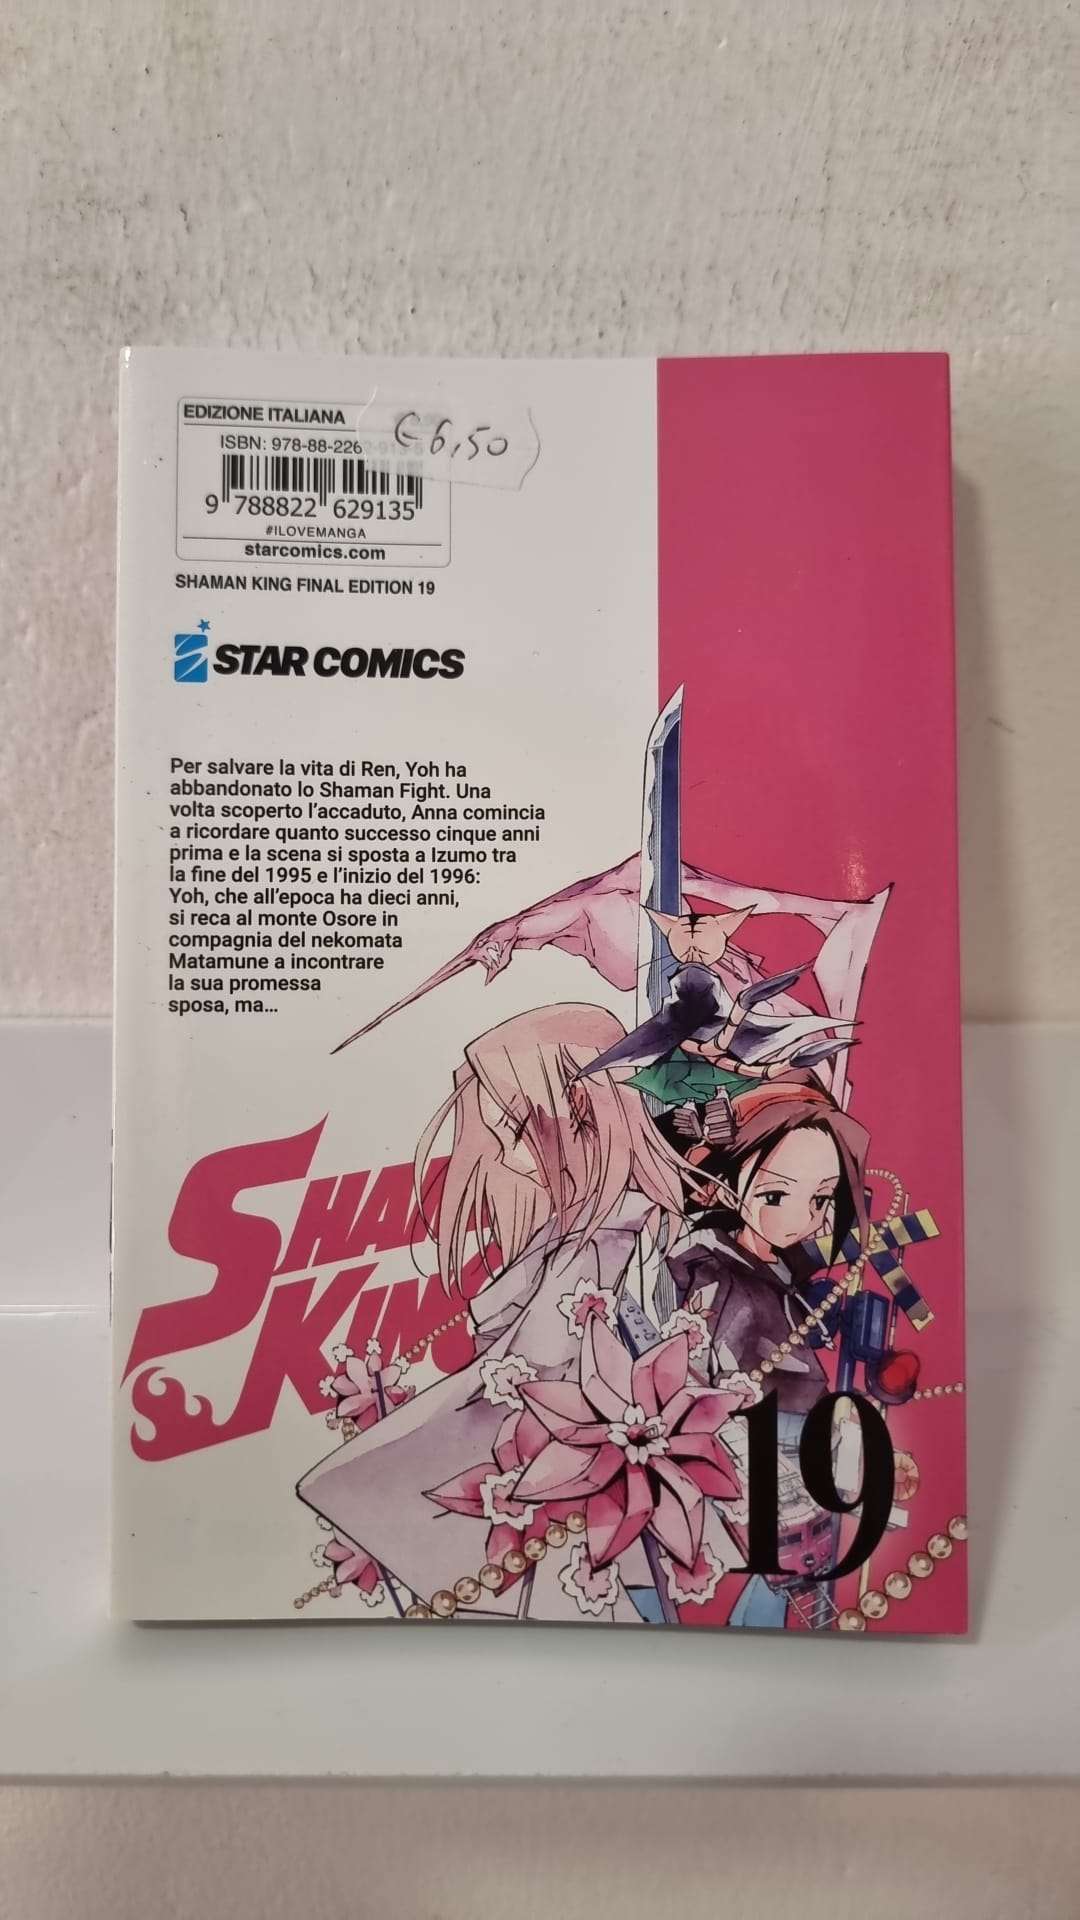 EDIZIONE ITALIANA
€ 6,50
ISBN: 978-88-226
9 788822 629135
#ILOVEMANGA
starcomics.com
SHAMAN KING FINAL EDITION 19
STAR COMICS
Per salvare la vita di Ren, Yoh ha
abbandonato lo Shaman Fight. Una
volta scoperto l'accaduto, Anna comincia
a ricordare quanto successo cinque anni
prima e la scena si sposta a Izumo tra
la fine del 1995 e l'inizio del 1996:
Yoh, che all'epoca ha dieci anni,
si reca al monte Osore in
compagnia del nekomata
Matamune a incontrare
la sua promessa
sposa, ma...
SHAMAN
KING
19